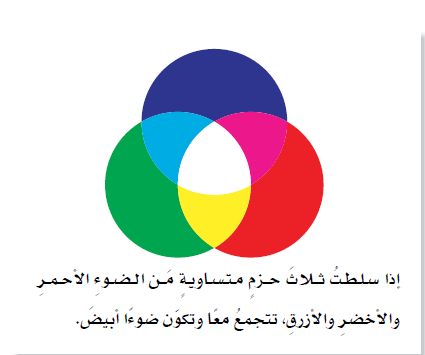 إذا سلطتُ ثلاثَ حزمٍ متساويةٍ مَن الضوءِ الأحمرِ
والأخضرِ والأزرقِ، تتجمعُ معًا وتكوّن ضوءًا أبيضَ.